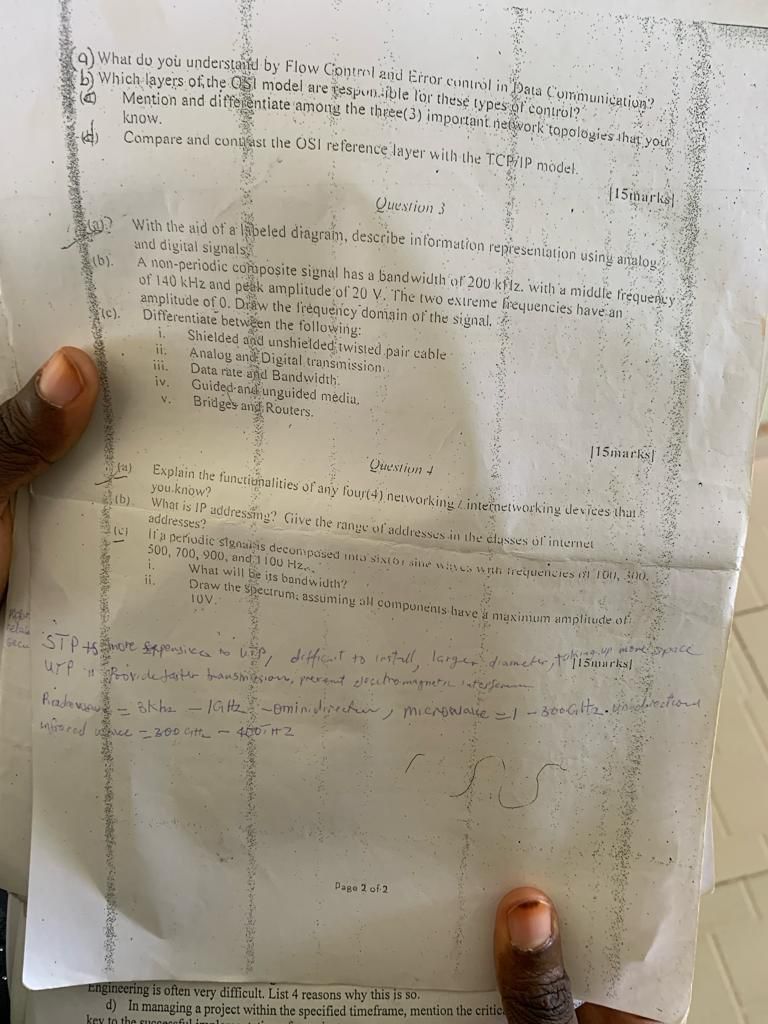 (a) What do you understand by Flow Control and Error control in Data Communication?
b) Which layers of the OSI model are responsible for these types of control?
(c) Mention and differentiate among the three(3) important network topologies that you
know.
(d) Compare and contrast the OSI reference layer with the TCP/IP model.
[15marks]
Question 3
(a)? With the aid of a labeled diagram, describe information representation using analog
and digital signals.
(b). A non-periodic composite signal has a bandwidth of 200 kHz. with a middle frequency
of 140 kHz and peak amplitude of 20 V. The two extreme frequencies have an
amplitude of 0. Draw the frequency domain of the signal.
(c). Differentiate between the following:
i. Shielded and unshielded twisted pair cable
ii. Analog and Digital transmission.
iii. Data rate and Bandwidth.
iv. Guided and unguided media,
v. Bridges and Routers.
[15marks]
Question 4
(a) Explain the functionalities of any four(4) networking / internetworking devices that
you know?
(b) What is IP addressing? Give the range of addresses in the classes of internet
addresses?
(c) If a periodic signal is decomposed into six(6) sine waves with frequencies of 100, 300,
500, 700, 900, and 1100 Hz.
i. What will be its bandwidth?
ii. Draw the spectrum, assuming all components have a maximum amplitude of
10V.
[15marks]
STP is more expensive to UTP, difficult to install, larger diameter, taking up more space
UTP is Provide faster transmission, prevent electromagnetic
= 3Khz - 1GHz - , microwave = 1 - 300GHz.
infrared wave = 300 GHz - 400THZ
Page 2 of 2
Engineering is often very difficult. List 4 reasons why this is so.
d) In managing a project within the specified timeframe, mention the
key to the successful